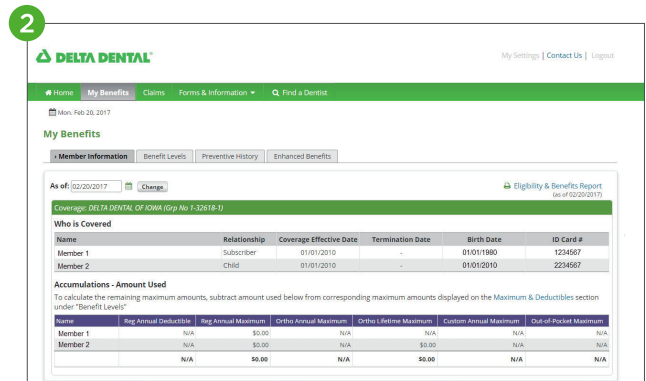 2
DELTA DENTAL®
My Settings | Contact Us | Logout
Home My Benefits Claims Forms & Information Find a Dentist
Mon. Feb 20, 2017
My Benefits
› Member Information Benefit Levels Preventive History Enhanced Benefits
As of: 02/20/2017 Change Eligibility & Benefits Report
(as of 02/20/2017)
Coverage: DELTA DENTAL OF IOWA (Grp No 1-32618-1)
Who is Covered
Name Relationship Coverage Effective Date Termination Date Birth Date ID Card #
Member 1 Subscriber 01/01/2010 - 01/01/1980 1234567
Member 2 Child 01/01/2010 - 01/01/2010 2234567
Accumulations - Amount Used
To calculate the remaining maximum amounts, subtract amount used below from corresponding maximum amounts displayed on the Maximum & Deductibles section
under "Benefit Levels"
Name Reg Annual Deductible Reg Annual Maximum Ortho Annual Maximum Ortho Lifetime Maximum Custom Annual Maximum Out-of-Pocket Maximum
Member 1 N/A $0.00 N/A N/A N/A N/A
Member 2 N/A $0.00 N/A $0.00 N/A N/A
N/A $0.00 N/A $0.00 N/A N/A